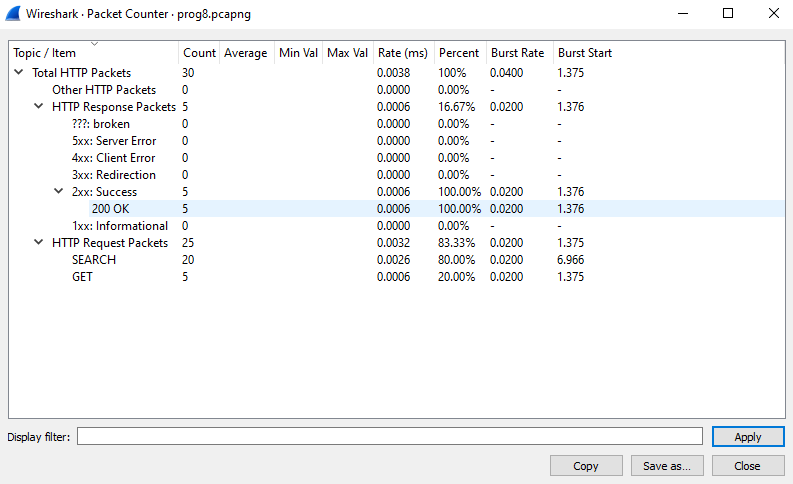 Wireshark · Packet Counter · prog8.pcapng
Topic / Item Count Average Min Val Max Val Rate (ms) Percent Burst Rate Burst Start
Total HTTP Packets 30 0.0038 100% 0.0400 1.375
Other HTTP Packets 0 0.0000 0.00% - -
HTTP Response Packets 5 0.0006 16.67% 0.0200 1.376
???: broken 0 0.0000 0.00% - -
5xx: Server Error 0 0.0000 0.00% - -
4xx: Client Error 0 0.0000 0.00% - -
3xx: Redirection 0 0.0000 0.00% - -
2xx: Success 5 0.0006 100.00% 0.0200 1.376
200 OK 5 0.0006 100.00% 0.0200 1.376
1xx: Informational 0 0.0000 0.00% - -
HTTP Request Packets 25 0.0032 83.33% 0.0200 1.375
SEARCH 20 0.0026 80.00% 0.0200 6.966
GET 5 0.0006 20.00% 0.0200 1.375
Display filter: Apply
Copy Save as... Close